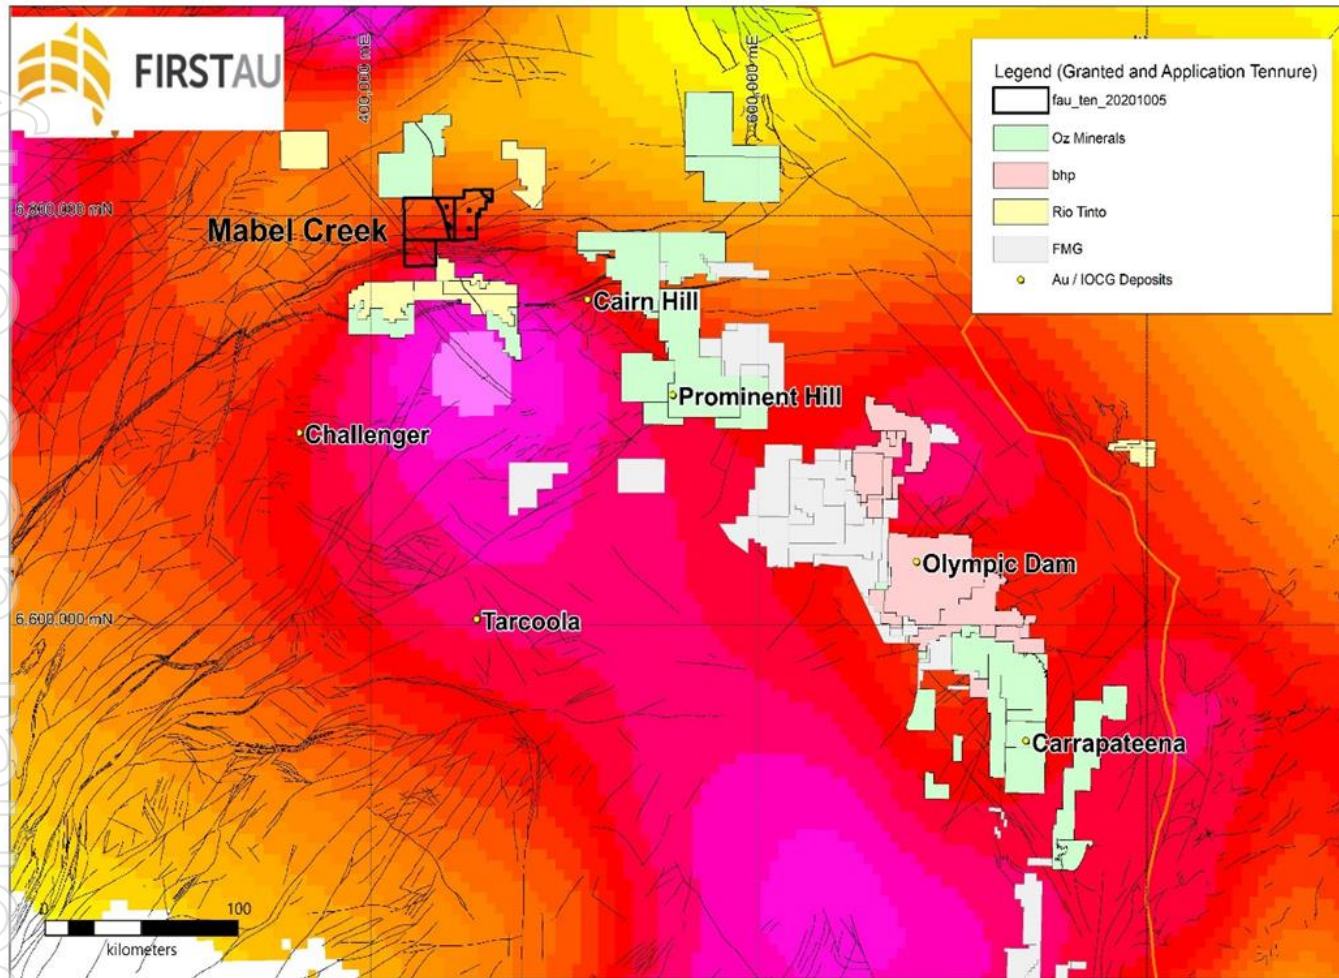 FIRSTAU
400,000 mE
600,000 mE
Legend (Granted and Application Tennure)
fau_ten_20201005
Oz Minerals
bhp
Rio Tinto
FMG
Au / IOCG Deposits
6,800,000 mN
Mabel Creek
Cairn Hill
Prominent Hill
Challenger
Olympic Dam
6,600,000 mN
Tarcoola
Carrapateena
0 100
kilometers